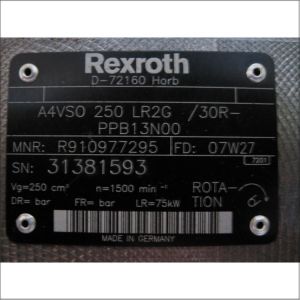 Rexroth
D-72160 Horb
A4VSO 250 LR2G /30R-
PPB13N00
MNR: R910977295 FD: 07W27
7201
SN: 31381593
Vg=250 cm³ n=1500 min⁻¹ ROTA-
DR= bar FR= bar LR=75kW TION
MADE IN GERMANY